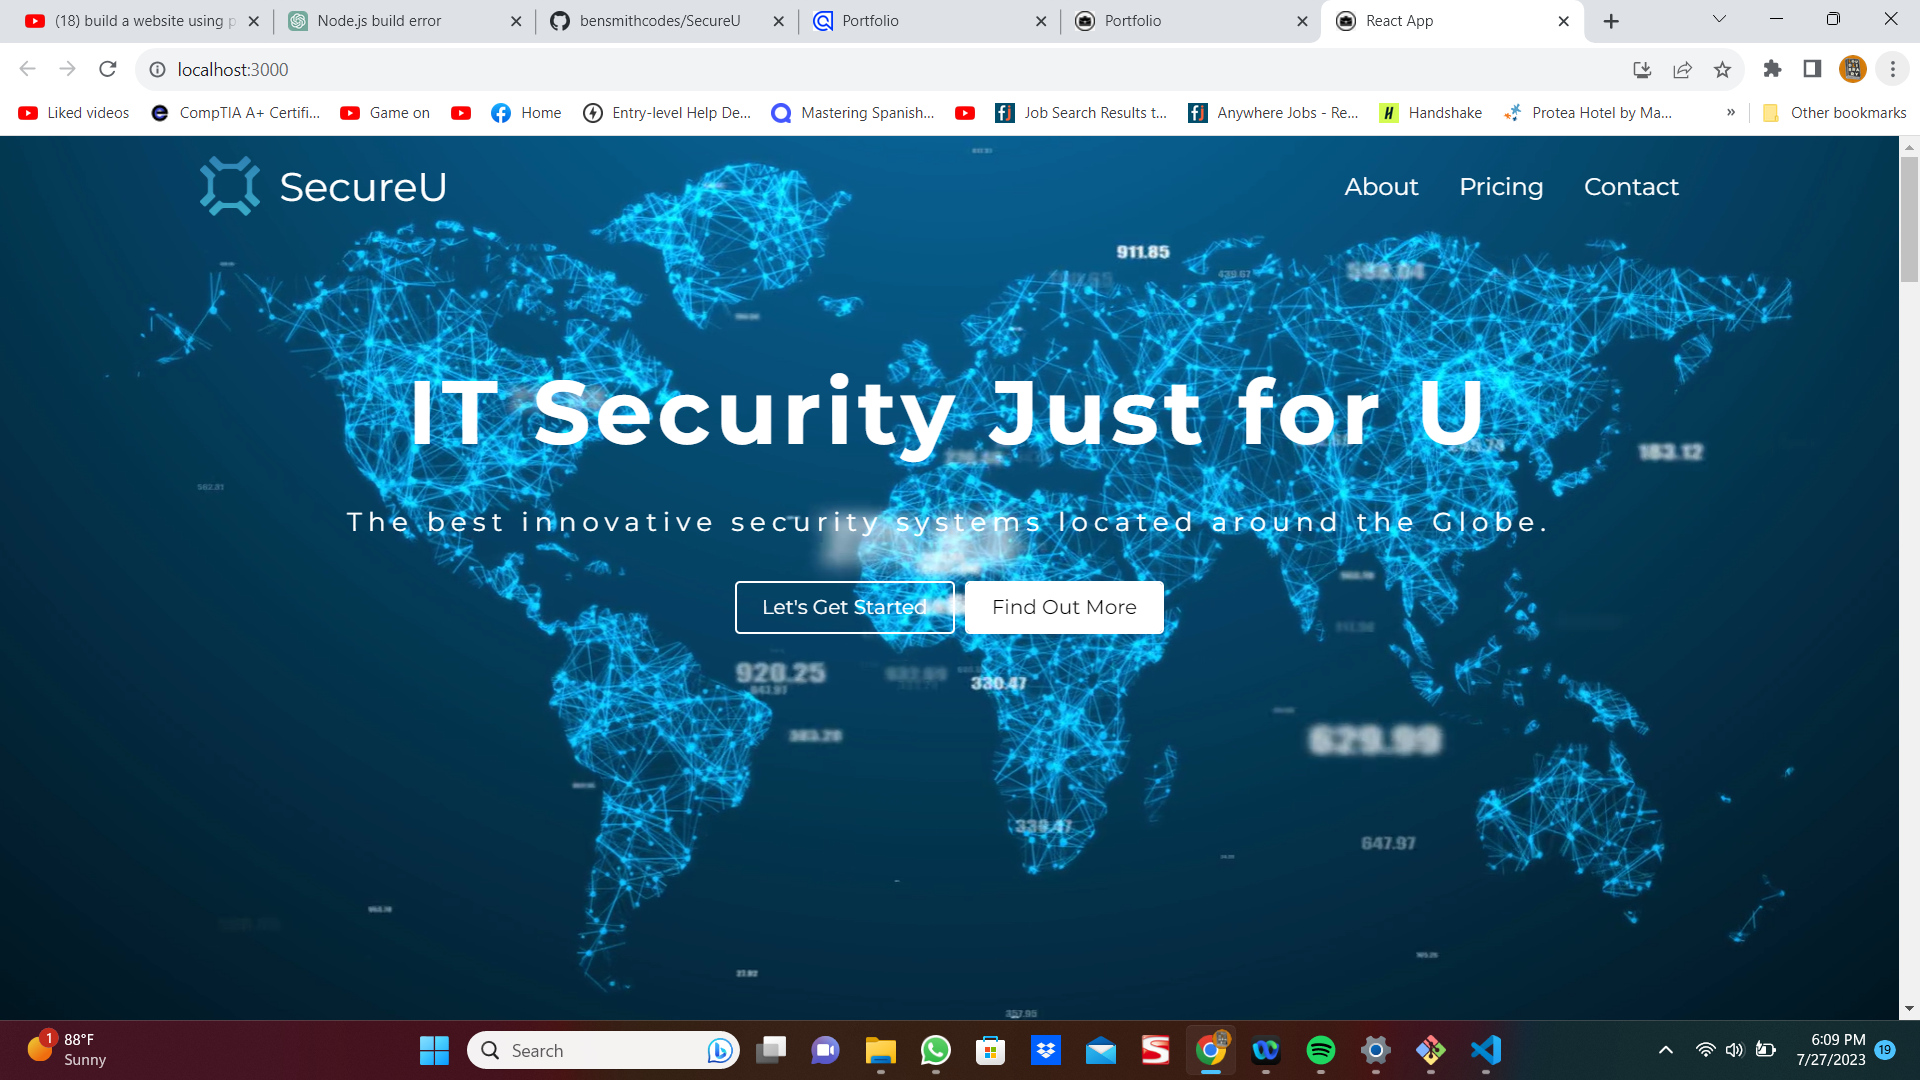 (18) build a website using p
Node.js build error
bensmithcodes/SecureU
Portfolio
Portfolio
React App
localhost:3000
Liked videos
CompTIA A+ Certifi...
Game on
Home
Entry-level Help De...
Mastering Spanish...
Job Search Results t...
Anywhere Jobs - Re...
Handshake
Protea Hotel by Ma...
»
Other bookmarks
SecureU
About
Pricing
Contact
911.85
IT Security Just for U
183.12
The best innovative security systems located around the Globe.
Let's Get Started
Find Out More
920.25
330.47
629.99
647.97
1
88°F
Sunny
Search
6:09 PM
7/27/2023
19